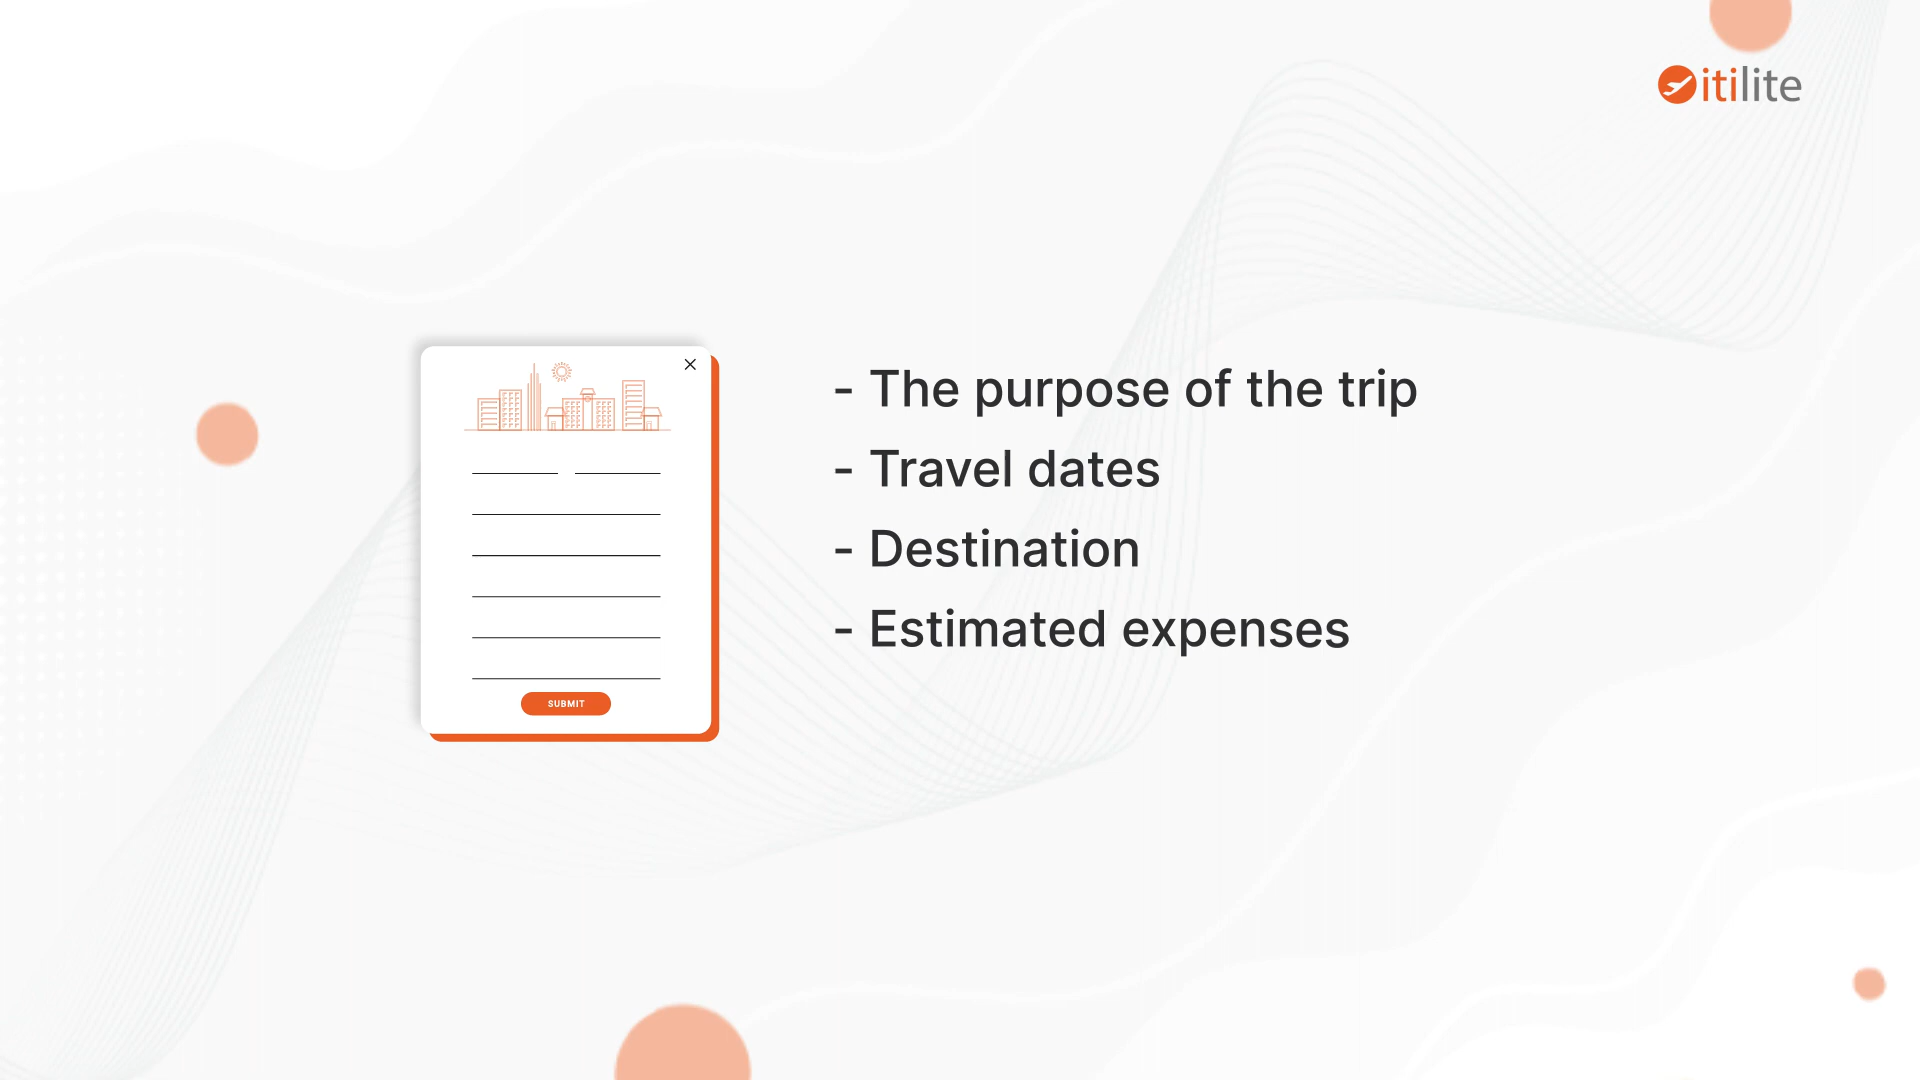 itilite
- The purpose of the trip
- Travel dates
- Destination
- Estimated expenses
SUBMIT